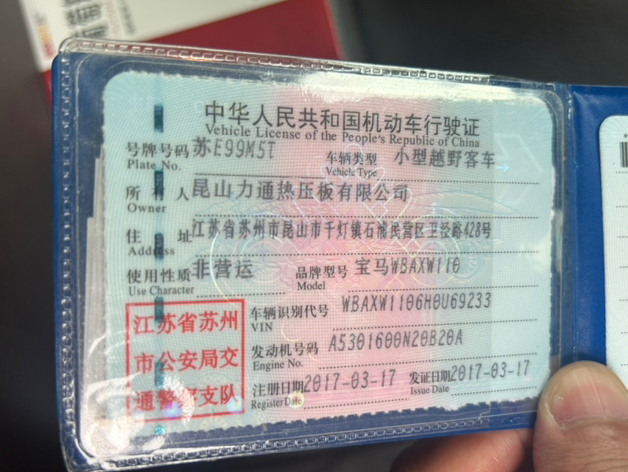 中华人民共和国机动车行驶证
Vehicle License of the People's Republic of China
号牌号码 苏E99M5T 车辆类型 小型越野客车
Plate No. Vehicle Type
所有人 昆山力通热压板有限公司
Owner
住址 江苏省苏州市昆山市千灯镇石浦民营区卫泾路428号
Address
使用性质 非营运 品牌型号 宝马WBAXW110
Use Character Model
江苏省苏州
市公安局交
通警察支队
车辆识别代号 WBAXW1106H0U69233
VIN
发动机号码 A5301600N20B20A
Engine No.
注册日期 2017-03-17 发证日期 2017-03-17
Register Date Issue Date